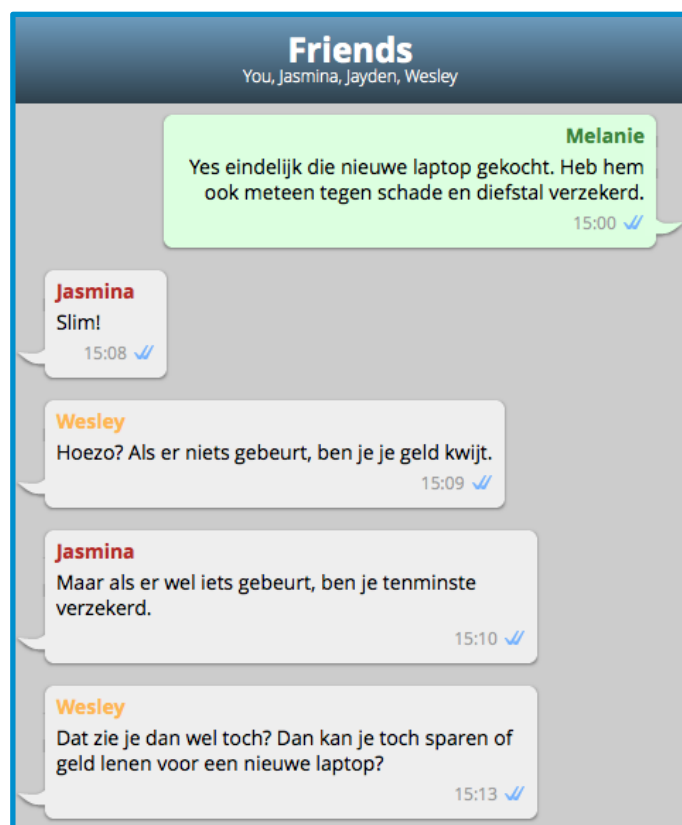 Friends
You, Jasmina, Jayden, Wesley
Melanie
Yes eindelijk die nieuwe laptop gekocht. Heb hem
ook meteen tegen schade en diefstal verzekerd.
15:00
Jasmina
Slim!
15:08
Wesley
Hoezo? Als er niets gebeurt, ben je je geld kwijt.
15:09
Jasmina
Maar als er wel iets gebeurt, ben je tenminste
verzekerd.
15:10
Wesley
Dat zie je dan wel toch? Dan kan je toch sparen of
geld lenen voor een nieuwe laptop?
15:13